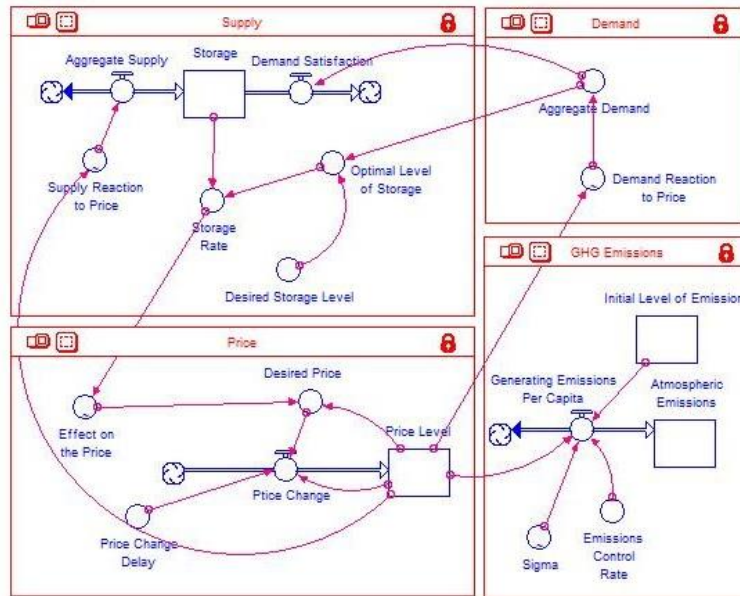 Supply
Aggregate Supply
Storage
Demand Satisfaction
Supply Reaction
to Price
Storage
Rate
Optimal Level
of Storage
Desired Storage Level
Demand
Aggregate Demand
Demand Reaction
to Price
Price
Desired Price
Effect on
the Price
Price Level
Ptice Change
Price Change
Delay
GHG Emissions
Initial Level of Emission
Generating Emissions
Per Capita
Atmospheric
Emissions
Sigma
Emissions
Control
Rate